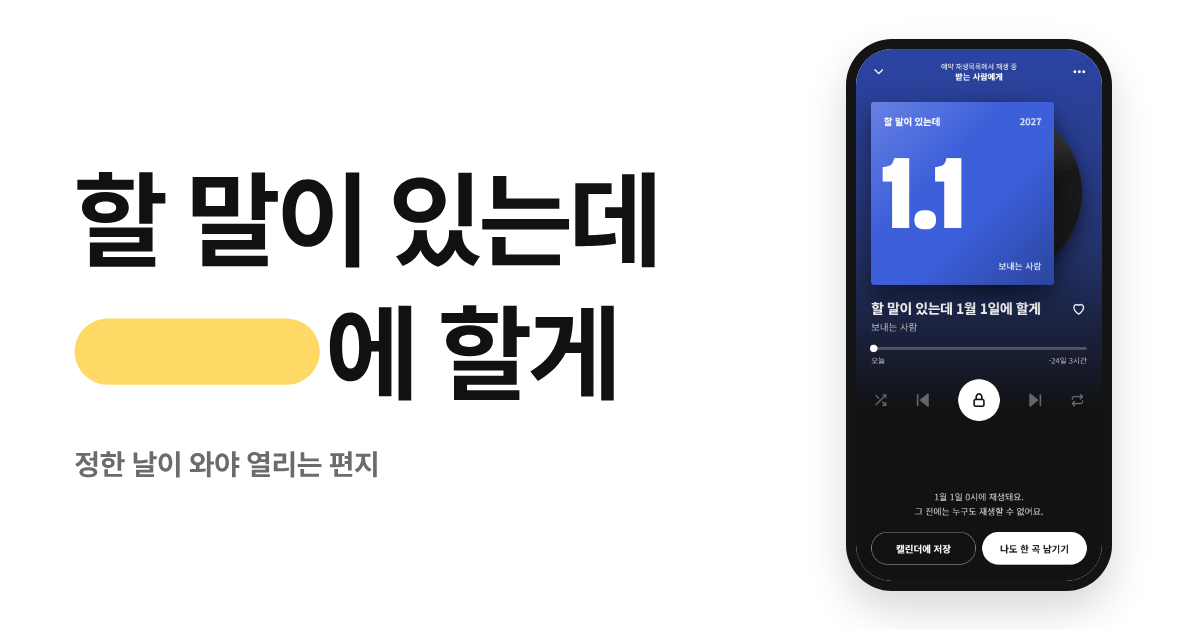 할 말이 있는데
에 할게
정한 날이 와야 열리는 편지
예약 재생목록에서 재생 중
받는 사람에게
할 말이 있는데 2027
1.1
보내는 사람
할 말이 있는데 1월 1일에 할게
보내는 사람
오늘 -24일 3시간
1월 1일 0시에 재생돼요.
그 전에는 누구도 재생할 수 없어요.
캘린더에 저장 나도 한 곡 남기기